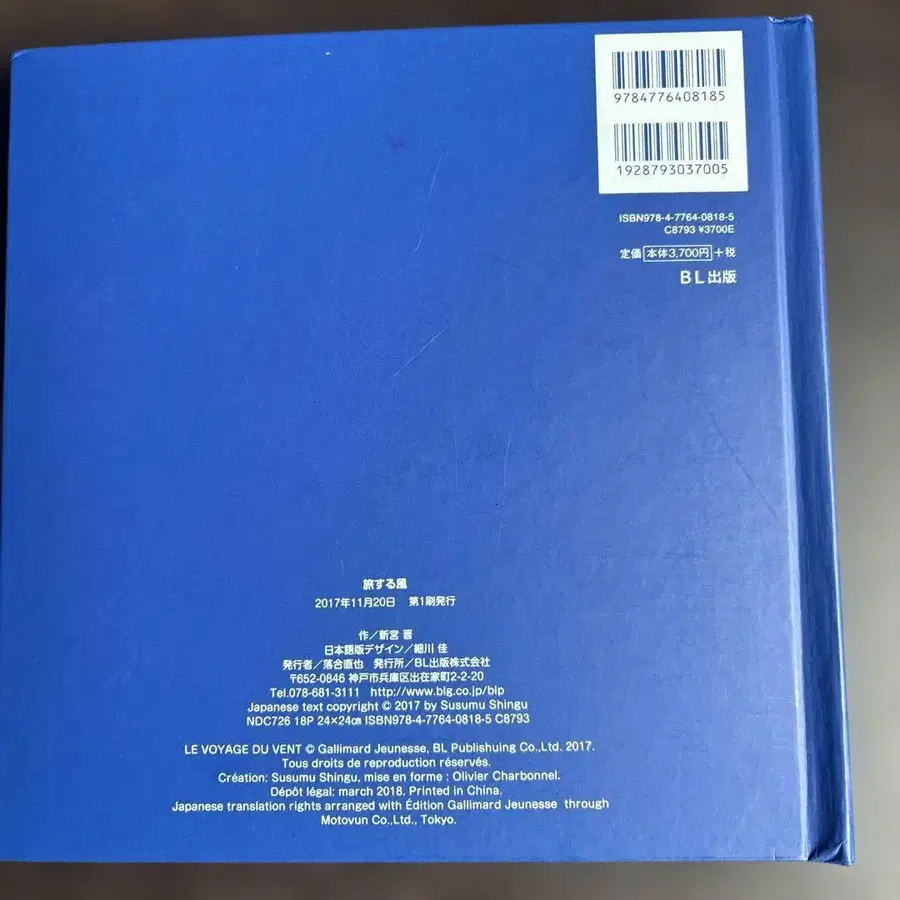 9784776408185
1928793037005
ISBN978-4-7764-0818-5
C8793 ¥3700E
定価 本体3,700円 +税
BL出版
旅する風
2017年11月20日 第1刷発行
作/新宮 晋
日本語版デザイン/細川 佳
発行者/落合直也 発行所/BL出版株式会社
〒652-0846 神戸市兵庫区出在家町2-2-20
Tel.078-681-3111 http://www.blg.co.jp/blp
Japanese text copyright © 2017 by Susumu Shingu
NDC726 18P 24×24㎝ ISBN978-4-7764-0818-5 C8793
LE VOYAGE DU VENT © Gallimard Jeunesse, BL Publishuing Co.,Ltd. 2017.
Tous droits de reproduction réservés.
Création: Susumu Shingu, mise en forme : Olivier Charbonnel.
Dépôt légal: march 2018. Printed in China.
Japanese translation rights arranged with Édition Gallimard Jeunesse through
Motovun Co.,Ltd., Tokyo.